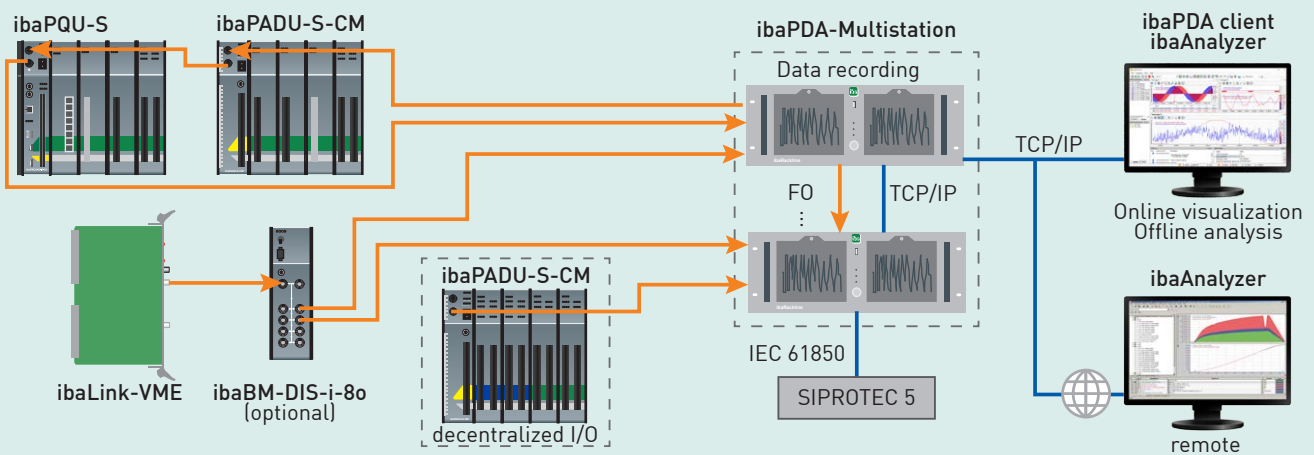 ibaPQU-S
ibaPADU-S-CM
ibaPDA-Multistation
Data recording
ibaPDA client
ibaAnalyzer
TCP/IP
Online visualization
Offline analysis
FO
...
TCP/IP
ibaPADU-S-CM
decentralized I/O
ibaLink-VME
ibaBM-DIS-i-8o
(optional)
IEC 61850
SIPROTEC 5
ibaAnalyzer
remote